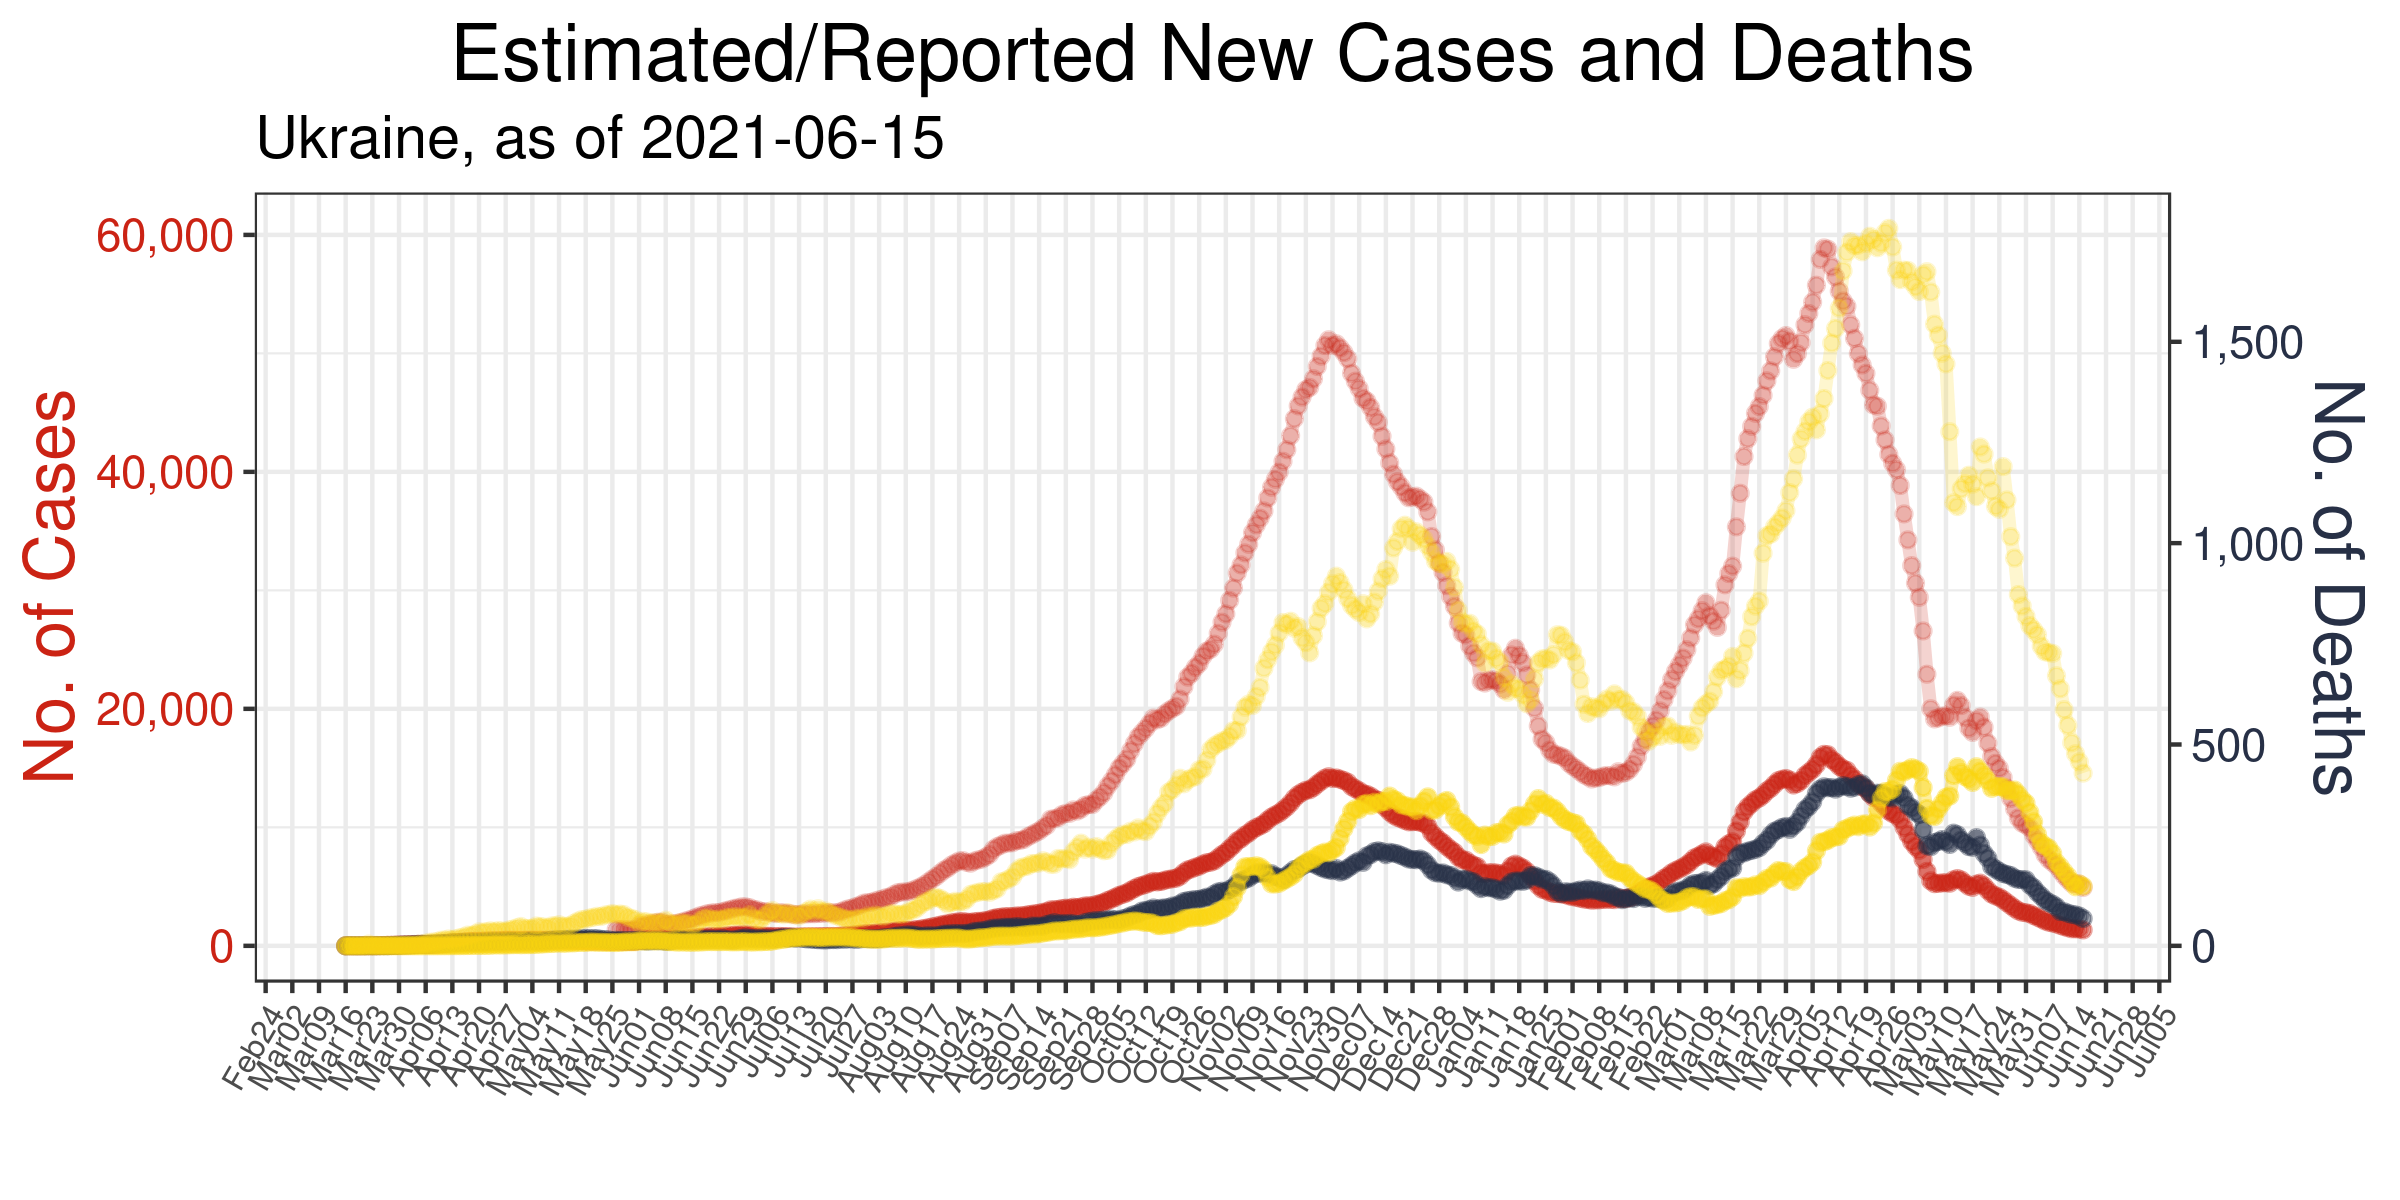 Estimated/Reported New Cases and Deaths
Ukraine, as of 2021-06-15
No. of Cases
60,000
40,000
20,000
0
No. of Deaths
1,500
1,000
500
0
Feb24
Mar02
Mar09
Mar16
Mar23
Mar30
Apr06
Apr13
Apr20
Apr27
May04
May11
May18
May25
Jun01
Jun08
Jun15
Jun22
Jun29
Jul06
Jul13
Jul20
Jul27
Aug03
Aug10
Aug17
Aug24
Aug31
Sep07
Sep14
Sep21
Sep28
Oct05
Oct12
Oct19
Oct26
Nov02
Nov09
Nov16
Nov23
Nov30
Dec07
Dec14
Dec21
Dec28
Jan04
Jan11
Jan18
Jan25
Feb01
Feb08
Feb15
Feb22
Mar01
Mar08
Mar15
Mar22
Mar29
Apr05
Apr12
Apr19
Apr26
May03
May10
May17
May24
May31
Jun07
Jun14
Jun21
Jun28
Jul05